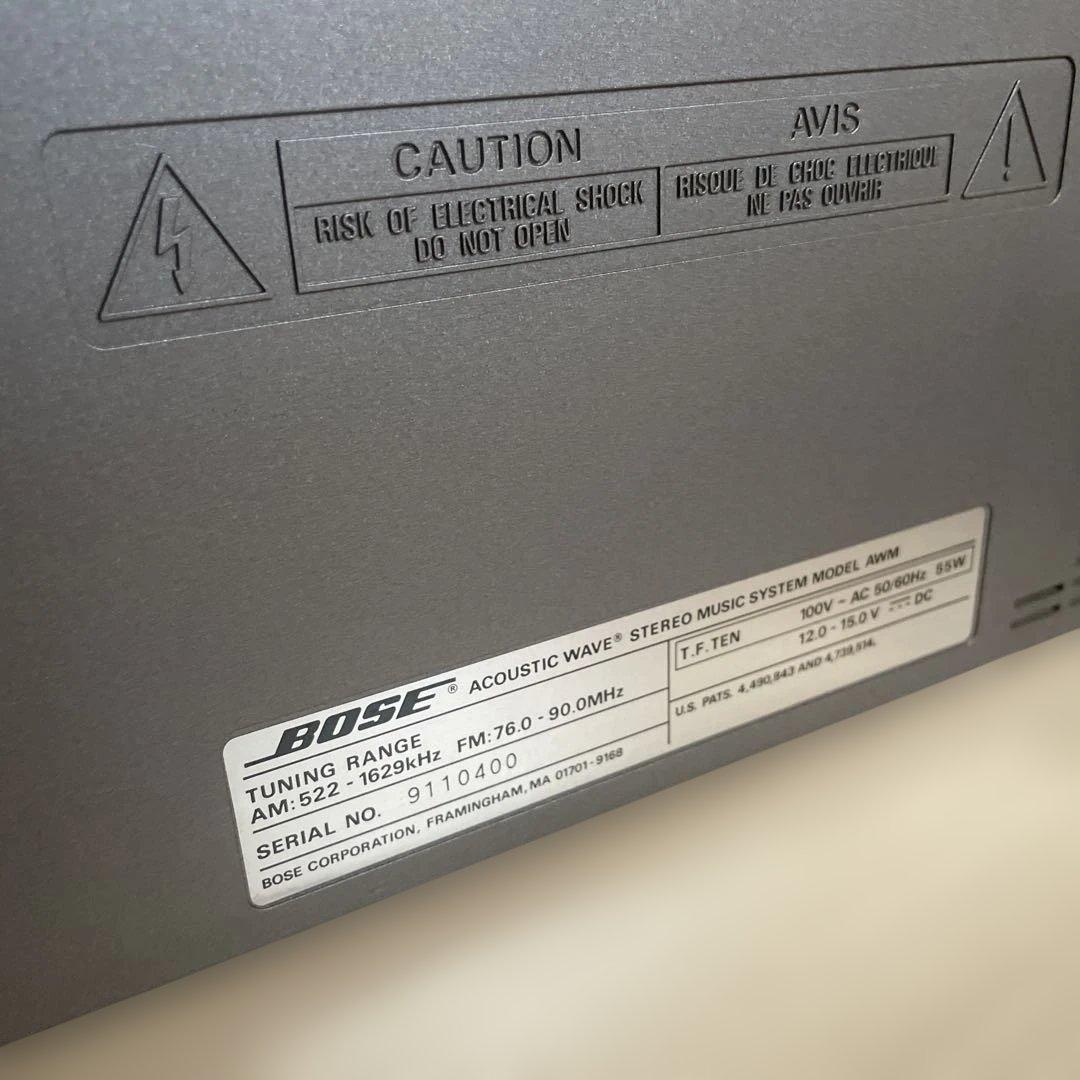 CAUTION
RISK OF ELECTRICAL SHOCK
DO NOT OPEN
AVIS
RISQUE DE CHOC ELECTRIQUE
NE PAS OUVRIR
BOSE® ACOUSTIC WAVE® STEREO MUSIC SYSTEM MODEL AWM
TUNING RANGE
AM: 522 - 1629kHz FM: 76.0 - 90.0MHz
SERIAL NO. 9110400
BOSE CORPORATION, FRAMINGHAM, MA 01701-9168
T.F. TEN
100V ~ AC 50/60Hz 55W
12.0 - 15.0 V ⎓ DC
U.S. PATS. 4,490,843 AND 4,739,514.